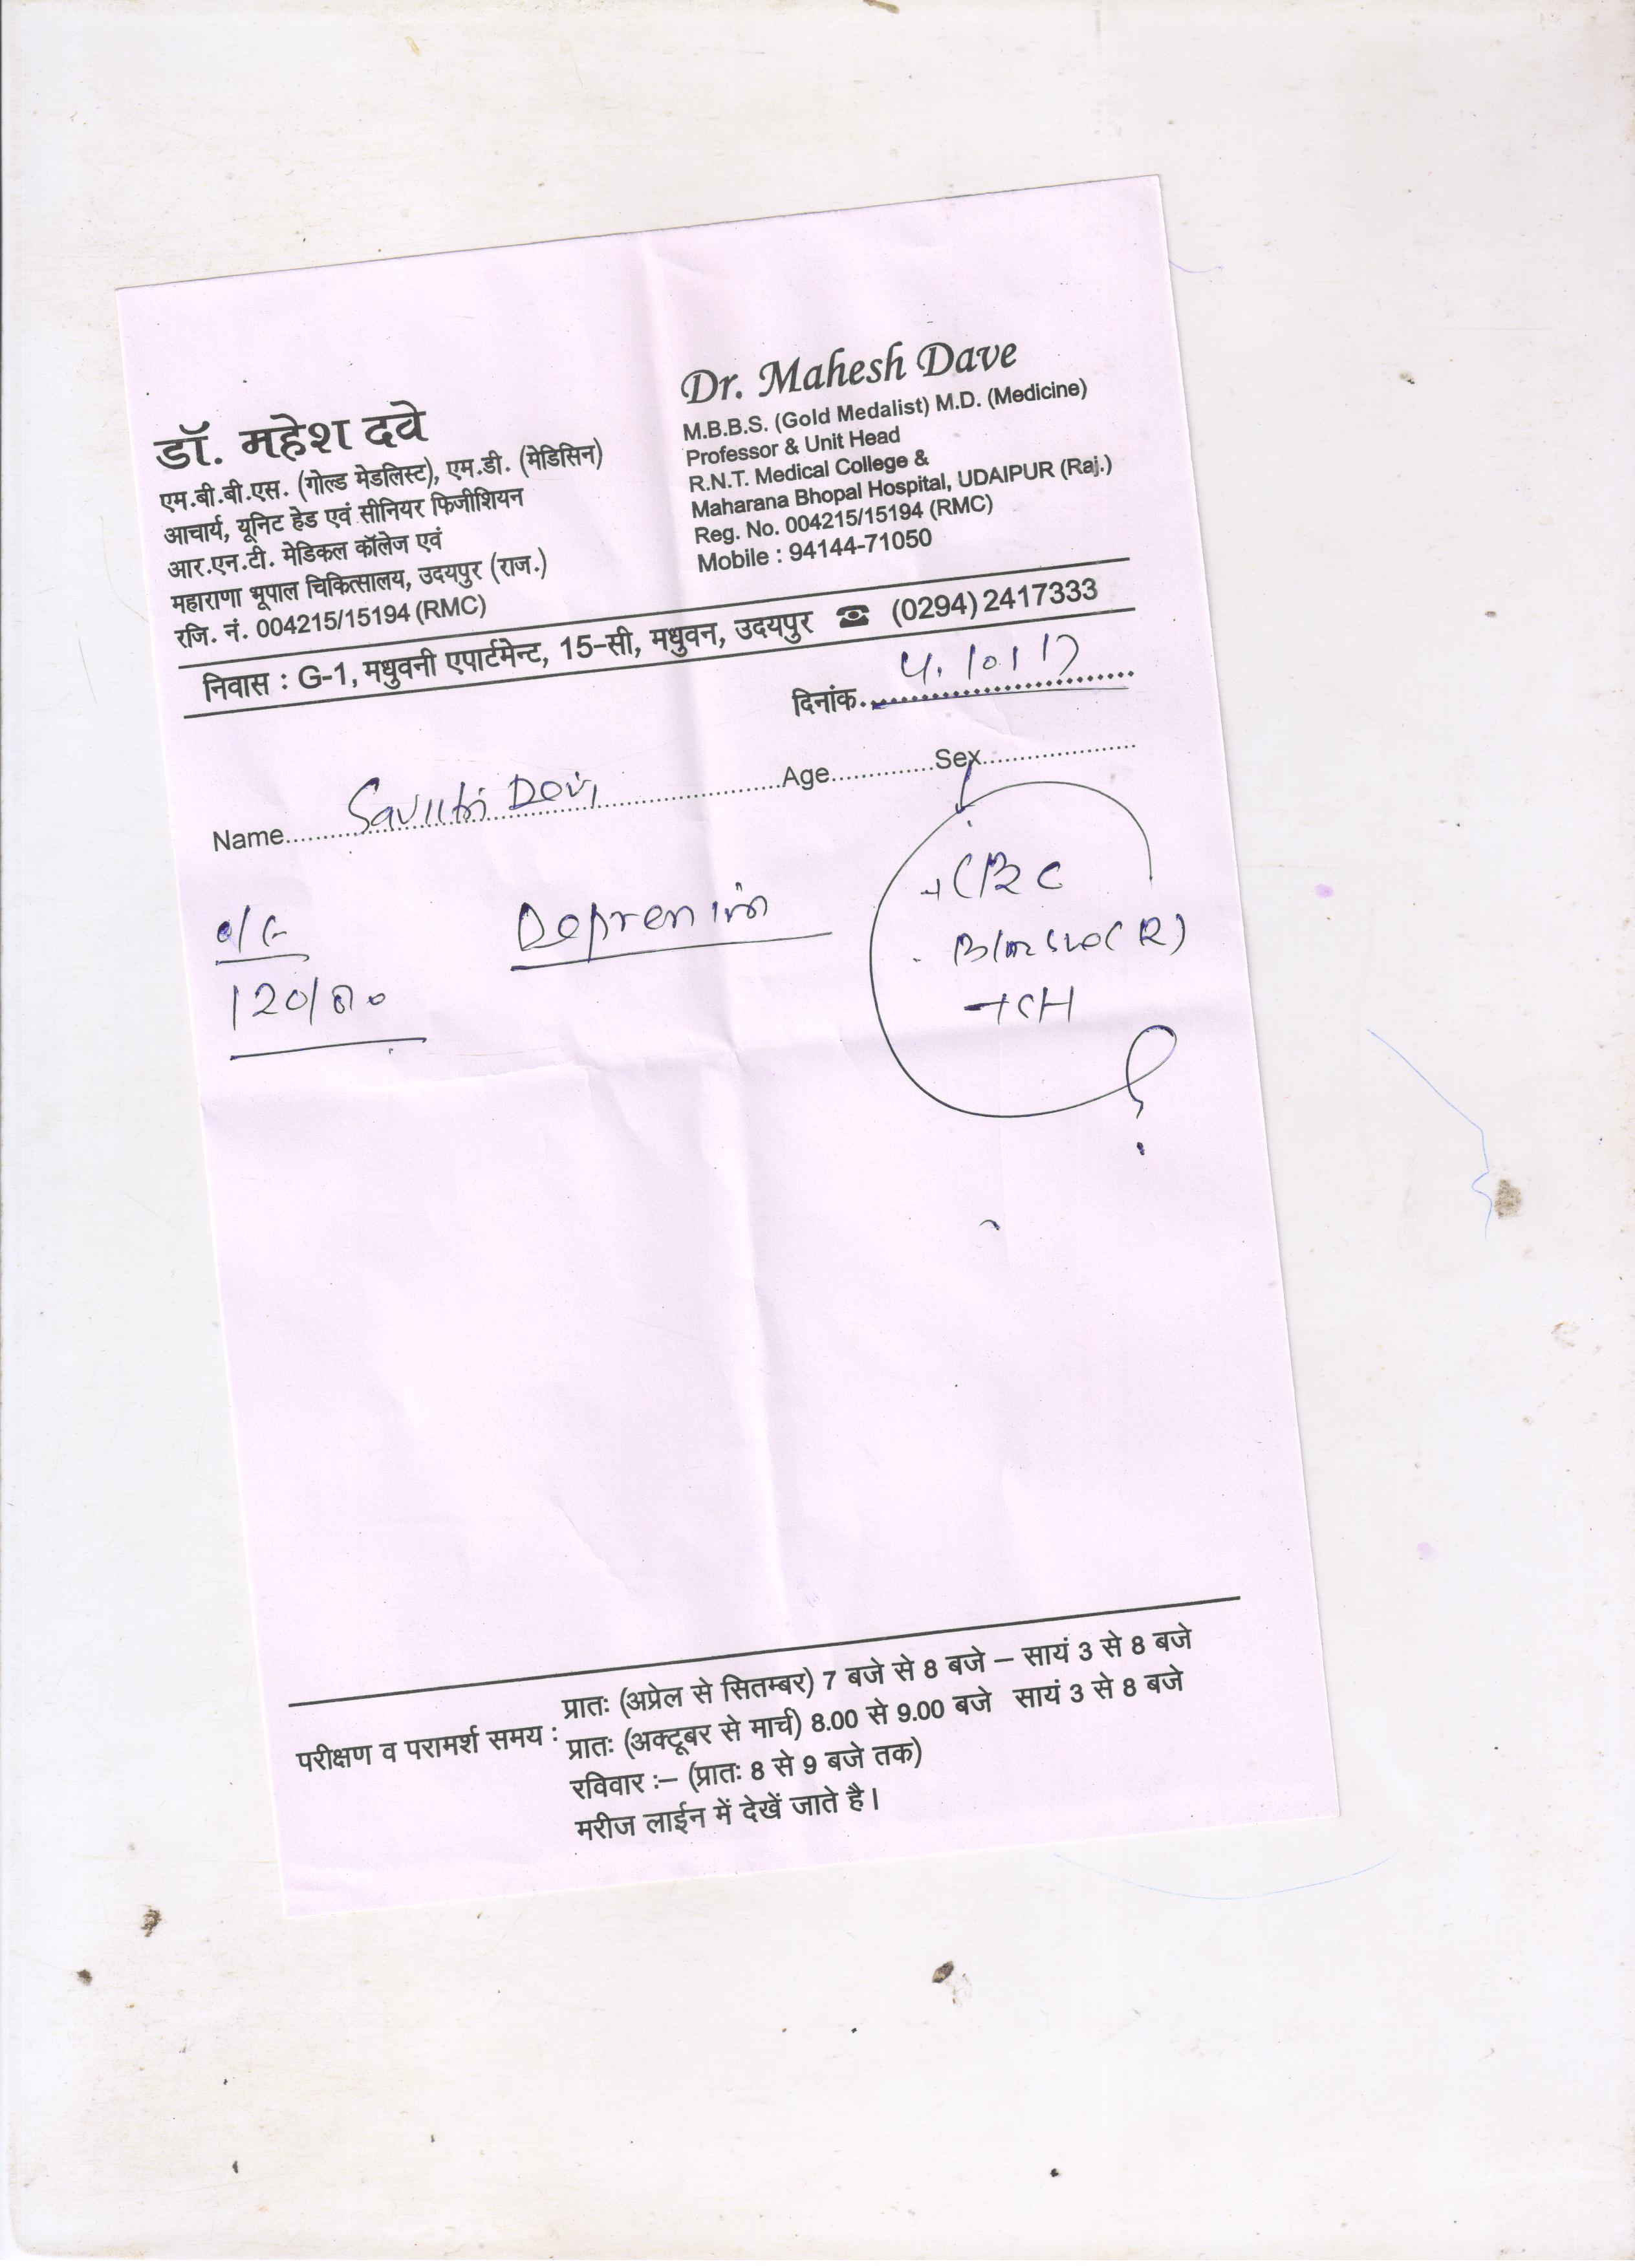 डॉ. महेश दवे
एम.बी.बी.एस. (गोल्ड मेडलिस्ट), एम.डी. (मेडिसिन)
आचार्य, यूनिट हेड एवं सीनियर फिजीशियन
आर.एन.टी. मेडिकल कॉलेज एवं
महाराणा भूपाल चिकित्सालय, उदयपुर (राज.)
रजि. नं. 004215/15194 (RMC)
Dr. Mahesh Dave
M.B.B.S. (Gold Medalist) M.D. (Medicine)
Professor & Unit Head
R.N.T. Medical College &
Maharana Bhopal Hospital, UDAIPUR (Raj.)
Reg. No. 004215/15194 (RMC)
Mobile : 94144-71050
निवास : G-1, मधुवनी एपार्टमेन्ट, 15-सी, मधुवन, उदयपुर ☎ (0294) 2417333
दिनांक. 4.10.17
Name Savitri Devi Age Sex
O/E
120/80
Depression
CBC
B/Sugar (R)
परीक्षण व परामर्श समय :
प्रातः (अप्रेल से सितम्बर) 7 बजे से 8 बजे – सायं 3 से 8 बजे
प्रातः (अक्टूबर से मार्च) 8.00 से 9.00 बजे सायं 3 से 8 बजे
रविवार :– (प्रातः 8 से 9 बजे तक)
मरीज लाईन में देखें जाते है।